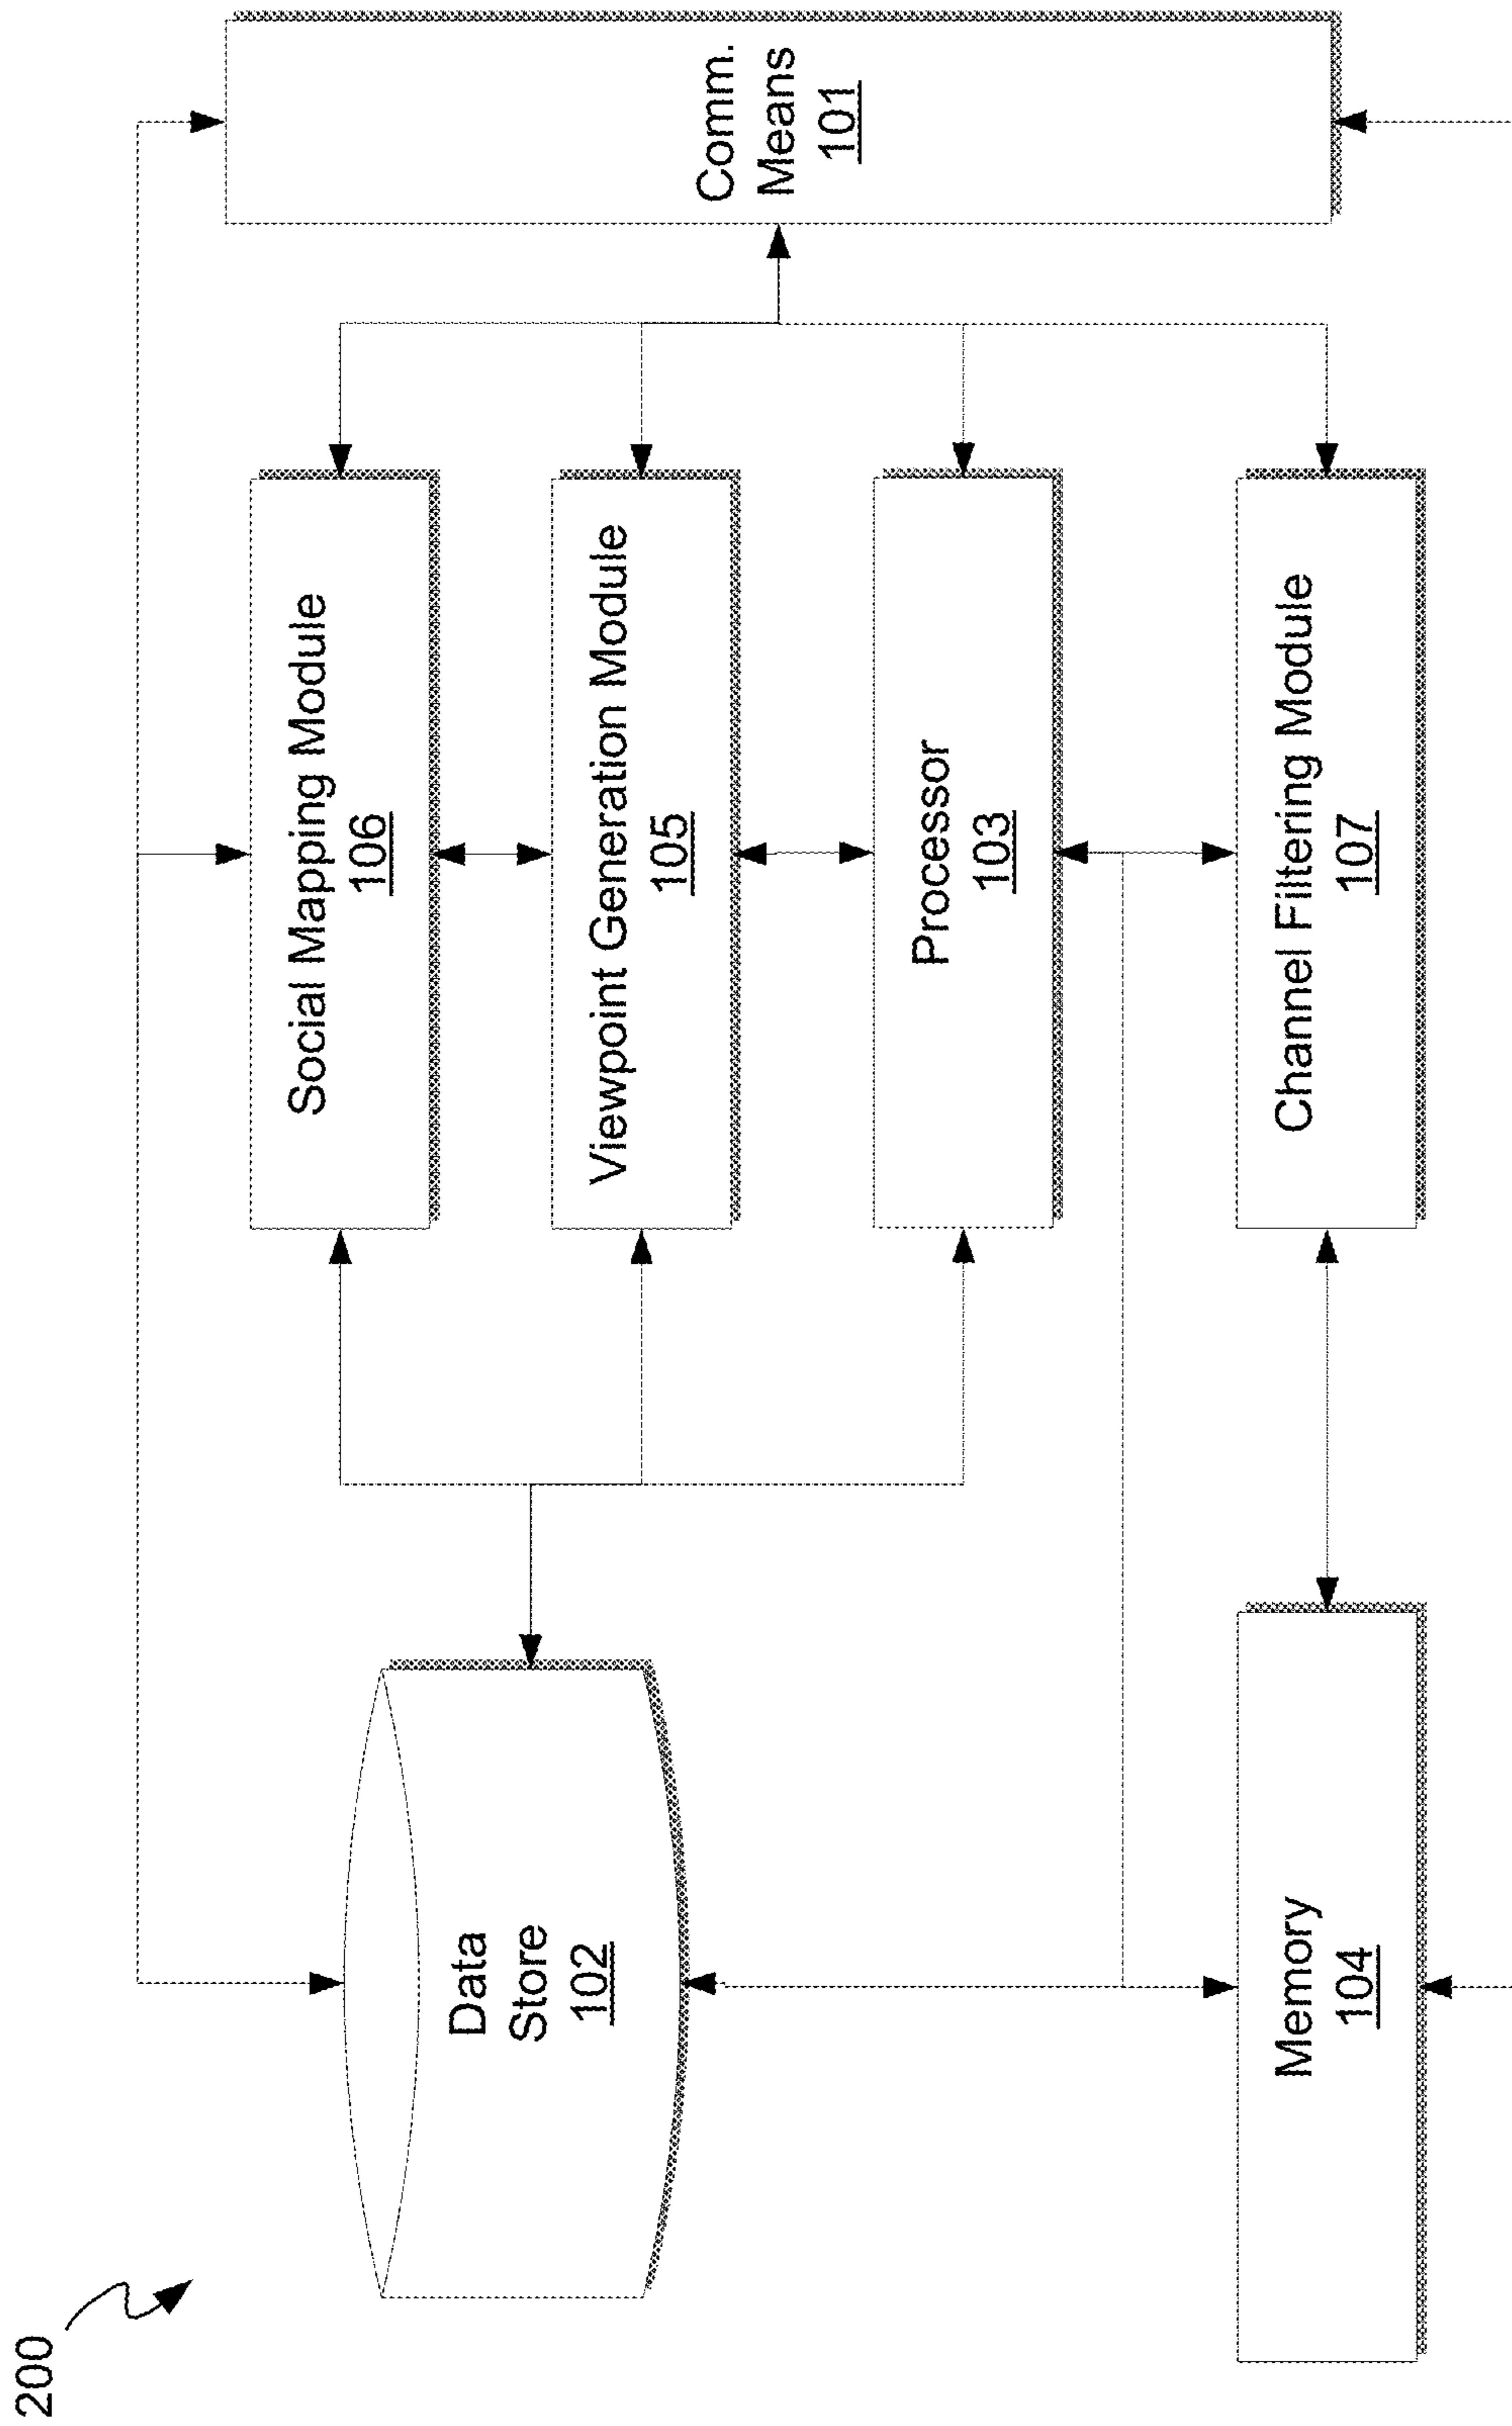 200
Data
Store
102
Memory
104
Social Mapping Module
106
Viewpoint Generation Module
105
Processor
103
Channel Filtering Module
107
Comm.
Means
101